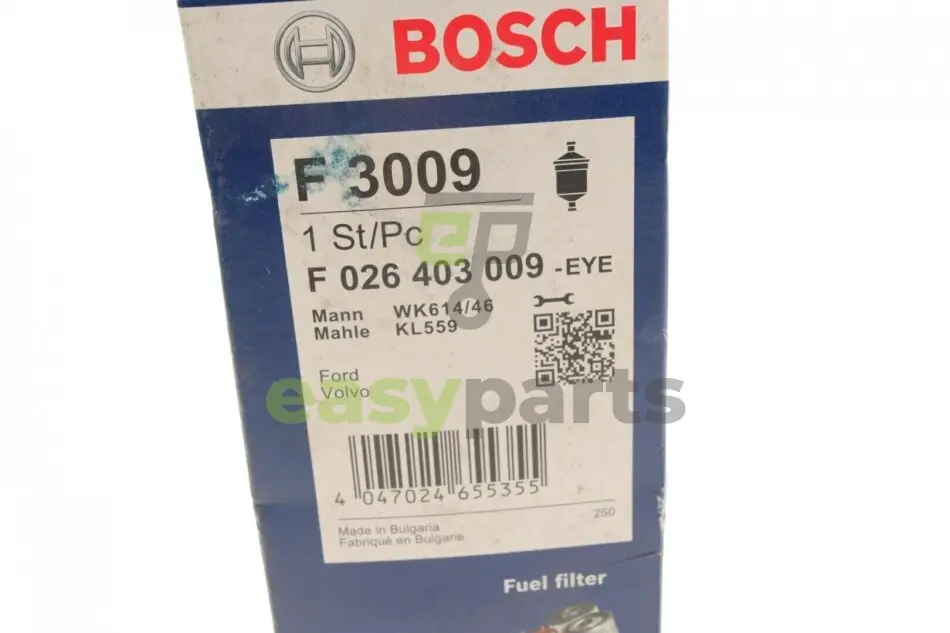 BOSCH
F 3009
1 St/Pc
F 026 403 009 -EYE
Mann WK614/46
Mahle KL559
Ford
Volvo
easyparts
4 047024 655355
250
Made in Bulgaria
Fabriqué en Bulgarie
Fuel filter